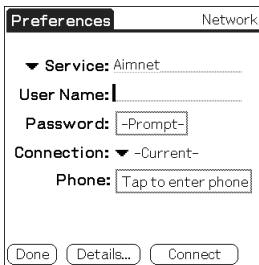 Preferences Network
Service: Aimnet
User Name:
Password: -Prompt-
Connection: -Current-
Phone: Tap to enter phone
Done Details... Connect